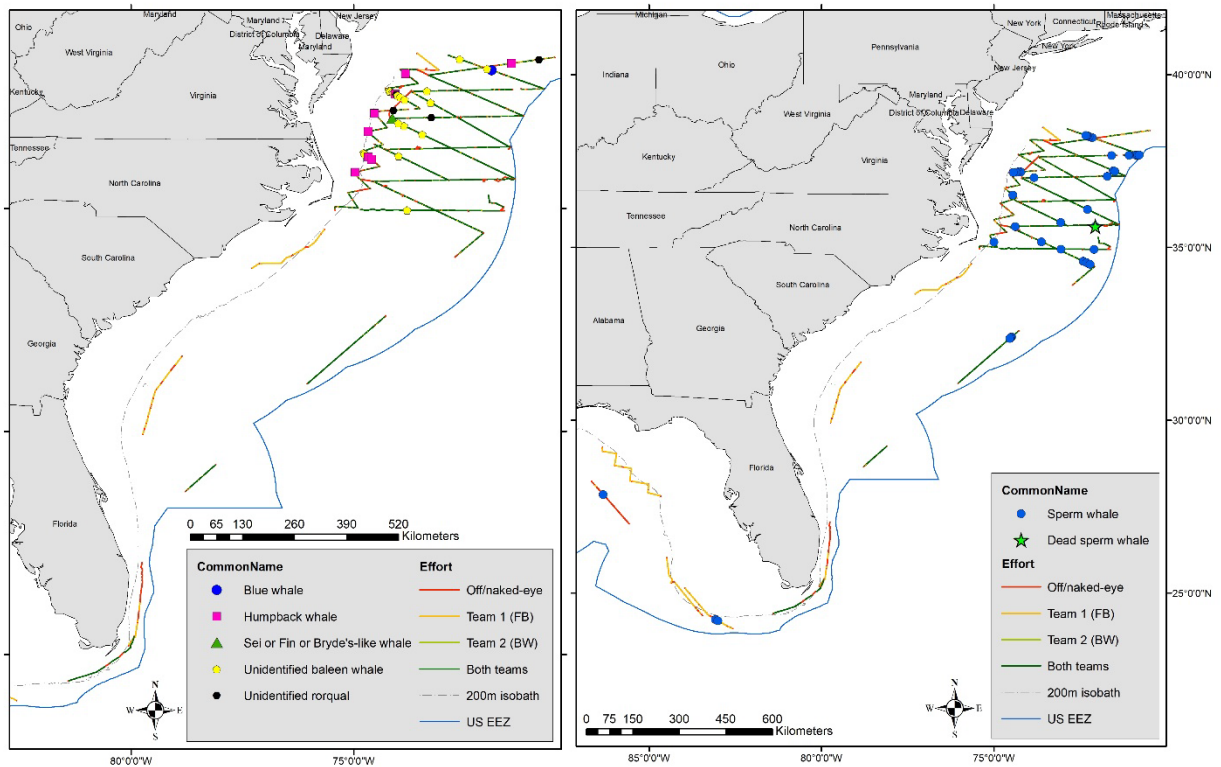 Ohio
Maryland
New Jersey
Maryland
Delaware
District of Columbia
Maryland
West Virginia
Kentucky
Virginia
Tennessee
North Carolina
South Carolina
Georgia
Florida
0 65 130 260 390 520
Kilometers
CommonName
Blue whale
Humpback whale
Sei or Fin or Bryde's-like whale
Unidentified baleen whale
Unidentified rorqual
Effort
Off/naked-eye
Team 1 (FB)
Team 2 (BW)
Both teams
200m isobath
US EEZ
N
W E
S
80°0'0"W 75°0'0"W
Michigan
New York
Connecticut
Massachusetts
Rhode Island
New York
Pennsylvania
Ohio
Indiana
New Jersey
Maryland
District of Columbia
Delaware
West Virginia
Kentucky
Virginia
Tennessee
North Carolina
South Carolina
Alabama
Georgia
Florida
40°0'0"N
35°0'0"N
30°0'0"N
25°0'0"N
CommonName
Sperm whale
Dead sperm whale
Effort
Off/naked-eye
Team 1 (FB)
Team 2 (BW)
Both teams
200m isobath
US EEZ
N
W E
S
0 75 150 300 450 600
Kilometers
85°0'0"W 80°0'0"W 75°0'0"W